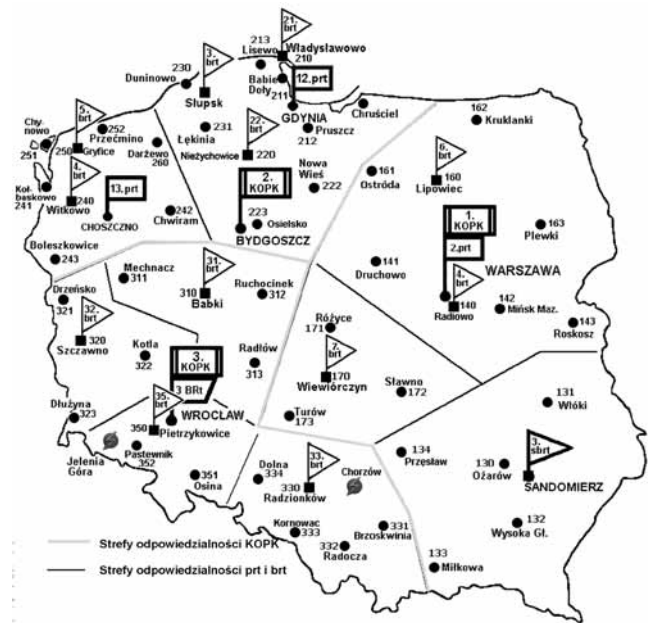 21.
brt
213
Lisewo
Władysławowo
210
3.
brt
230
Duninowo
Babie
Doły
12.prt
211
GDYNIA
Chruściel
162
Kruklanki
5.
brt
Słupsk
22.
brt
Chy-
nowo
251
252
Przećmino
250
Gryfice
231
Łękinia
Pruszcz
212
Darżewo
260
Nieżychowice
220
6.
brt
4.
brt
Koł-
baskowo
241
240
Witkowo
13.prt
CHOSZCZNO
2.
KOPK
Nowa
Wieś
222
161
Ostróda
160
Lipowiec
242
Chwiram
223
Osielsko
BYDGOSZCZ
1.
KOPK
163
Plewki
2.prt
Boleszkowice
243
31.
brt
141
Druchowo
WARSZAWA
4.
brt
Mechnacz
311
Ruchocinek
312
310
Babki
140
Radiowo
142
Mińsk Maz.
143
Roskosz
Drzeńsko
321
32.
brt
Różyce
171
320
Szczawno
Kotla
322
3.
KOPK
Radłów
313
7.
brt
170
Wiewiórczyn
Sławno
172
131
Włóki
3 BRt
35.
brt
WROCŁAW
Dłużyna
323
350
Pietrzykowice
Turów
173
3.
sbrt
Jelenia
Góra
Pastewnik
352
33.
brt
134
Przęsław
130
Ożarów
351
Osina
Dolna
334
330
Radzionków
Chorzów
SANDOMIERZ
Kornowac
333
331
Brzoskwinia
132
Wysoka Gł.
332
Radocza
133
Miłkowa
Strefy odpowiedzialności KOPK
Strefy odpowiedzialności prt i brt